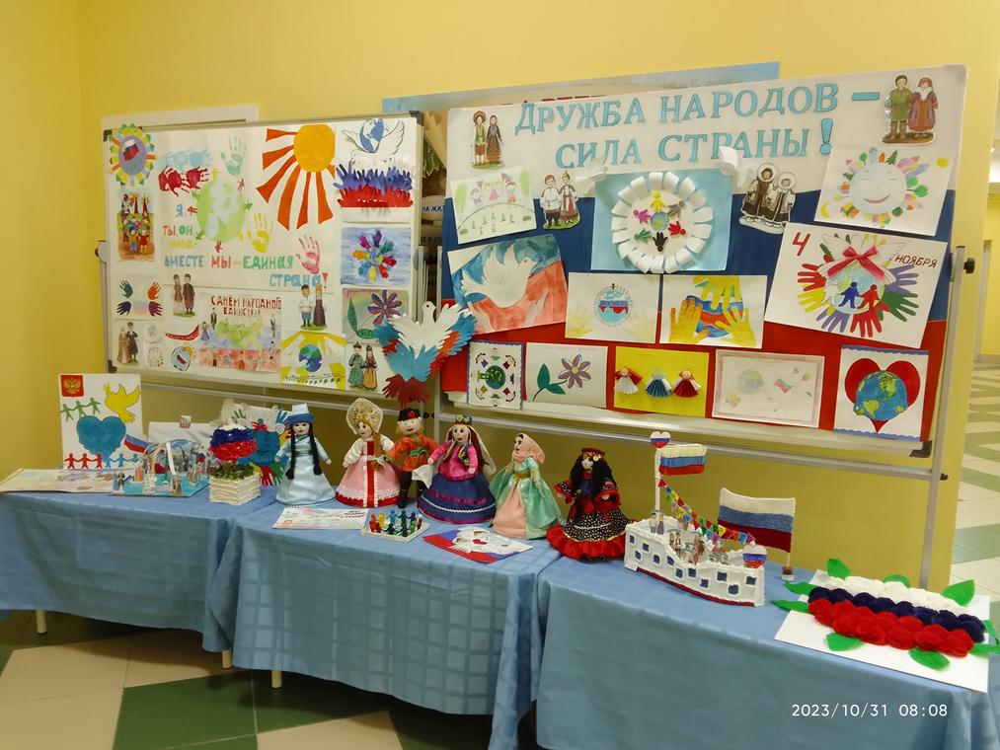 ДРУЖБА НАРОДОВ –
СИЛА СТРАНЫ!
Я
ТЫ, ОН,
ОНА-
ВМЕСТЕ МЫ-ЕДИНАЯ
СТРАНА!
С ДНЁМ НАРОДНОГО
ЕДИНСТВА!
4
НОЯБРЯ
2023/10/31 08:08